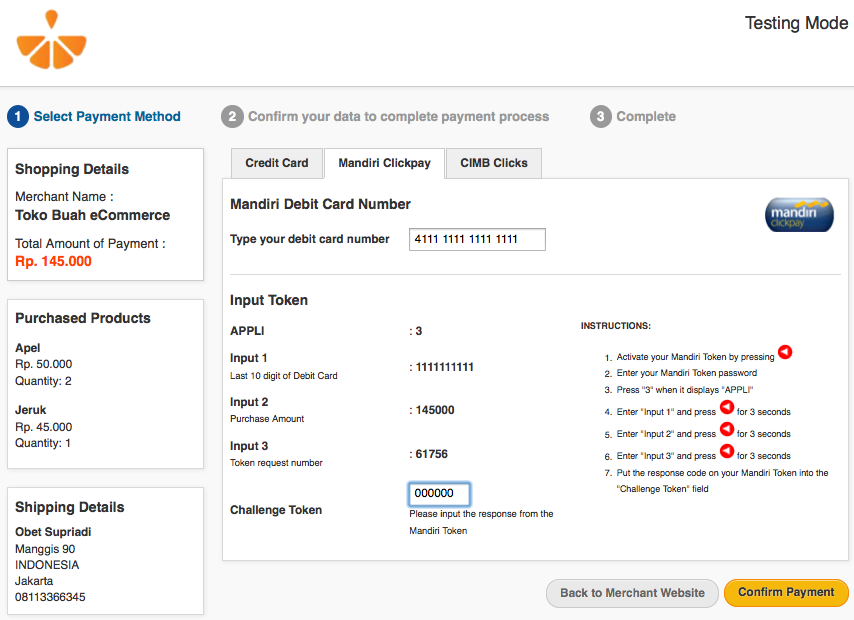 Testing Mode
1 Select Payment Method
2 Confirm your data to complete payment process
3 Complete
Shopping Details
Merchant Name :
Toko Buah eCommerce
Total Amount of Payment :
Rp. 145.000
Purchased Products
Apel
Rp. 50.000
Quantity: 2
Jeruk
Rp. 45.000
Quantity: 1
Shipping Details
Obet Supriadi
Manggis 90
INDONESIA
Jakarta
08113366345
Credit Card
Mandiri Clickpay
CIMB Clicks
Mandiri Debit Card Number
mandiri
clickpay
Type your debit card number 4111 1111 1111 1111
Input Token
APPLI : 3
Input 1 : 1111111111
Last 10 digit of Debit Card
Input 2 : 145000
Purchase Amount
Input 3 : 61756
Token request number
Challenge Token 000000
Please input the response from the
Mandiri Token
INSTRUCTIONS:
1. Activate your Mandiri Token by pressing
2. Enter your Mandiri Token password
3. Press "3" when it displays "APPLI"
4. Enter "Input 1" and press for 3 seconds
5. Enter "Input 2" and press for 3 seconds
6. Enter "Input 3" and press for 3 seconds
7. Put the response code on your Mandiri Token into the
"Challenge Token" field
Back to Merchant Website
Confirm Payment